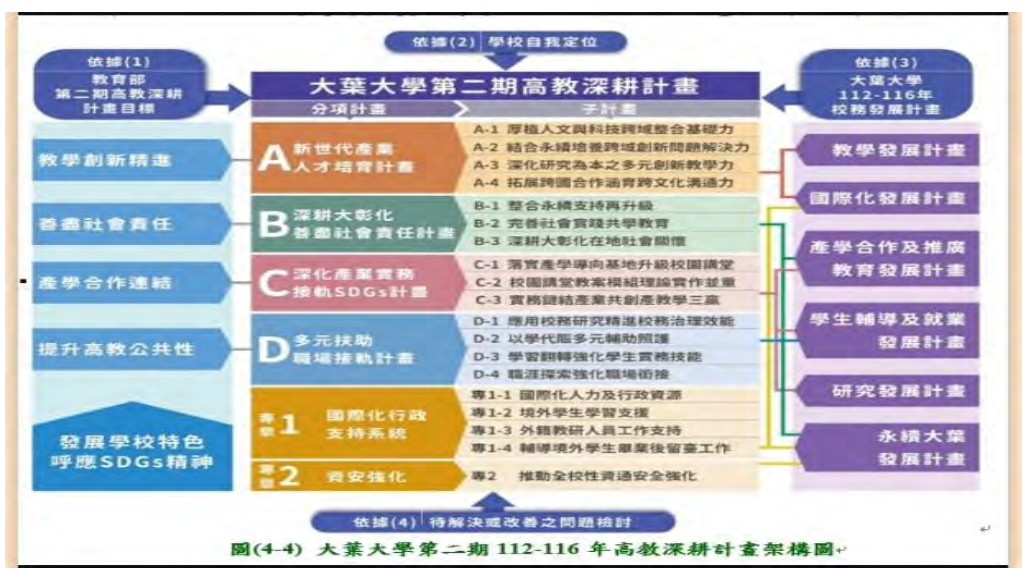 依據(2) 學校自我定位
依據(1)
教育部
第二期高教深耕
計畫目標
大葉大學第二期高教深耕計畫
分項計畫
子計畫
依據(3)
大葉大學
112-116年
校務發展計畫
教學創新精進
善盡社會責任
產學合作連結
提升高教公共性
發展學校特色
呼應SDGs精神
A 新世代產業
人才培育計畫
A-1 厚植人文與科技跨域整合基礎力
A-2 結合永續培養跨域創新問題解決力
A-3 深化研究為本之多元創新教學力
A-4 拓展跨國合作涵育跨文化溝通力
B 深耕大彰化
善盡社會責任計畫
B-1 整合永續支持再升級
B-2 完善社會實踐共學教育
B-3 深耕大彰化在地社會關懷
C 深化產業實務
接軌SDGs計畫
C-1 落實產學導向基地升級校園講堂
C-2 校園講堂教案模組理論實作並重
C-3 實務鏈結產業共創產教學三贏
D 多元扶助
職場接軌計畫
D-1 應用校務研究精進校務治理效能
D-2 以學代賑多元輔助照護
D-3 學習翻轉強化學生實務技能
D-4 職涯探索強化職場銜接
專章1 國際化行政
支持系統
專1-1 國際化人力及行政資源
專1-2 境外學生學習支援
專1-3 外籍教研人員工作支持
專1-4 輔導境外學生畢業後留臺工作
專章2 資安強化
專2 推動全校性資通安全強化
教學發展計畫
國際化發展計畫
產學合作及推廣
教育發展計畫
學生輔導及就業
發展計畫
研究發展計畫
永續大葉
發展計畫
依據(4) 待解決或改善之問題檢討
圖(4-4) 大葉大學第二期 112-116 年高教深耕計畫架構圖